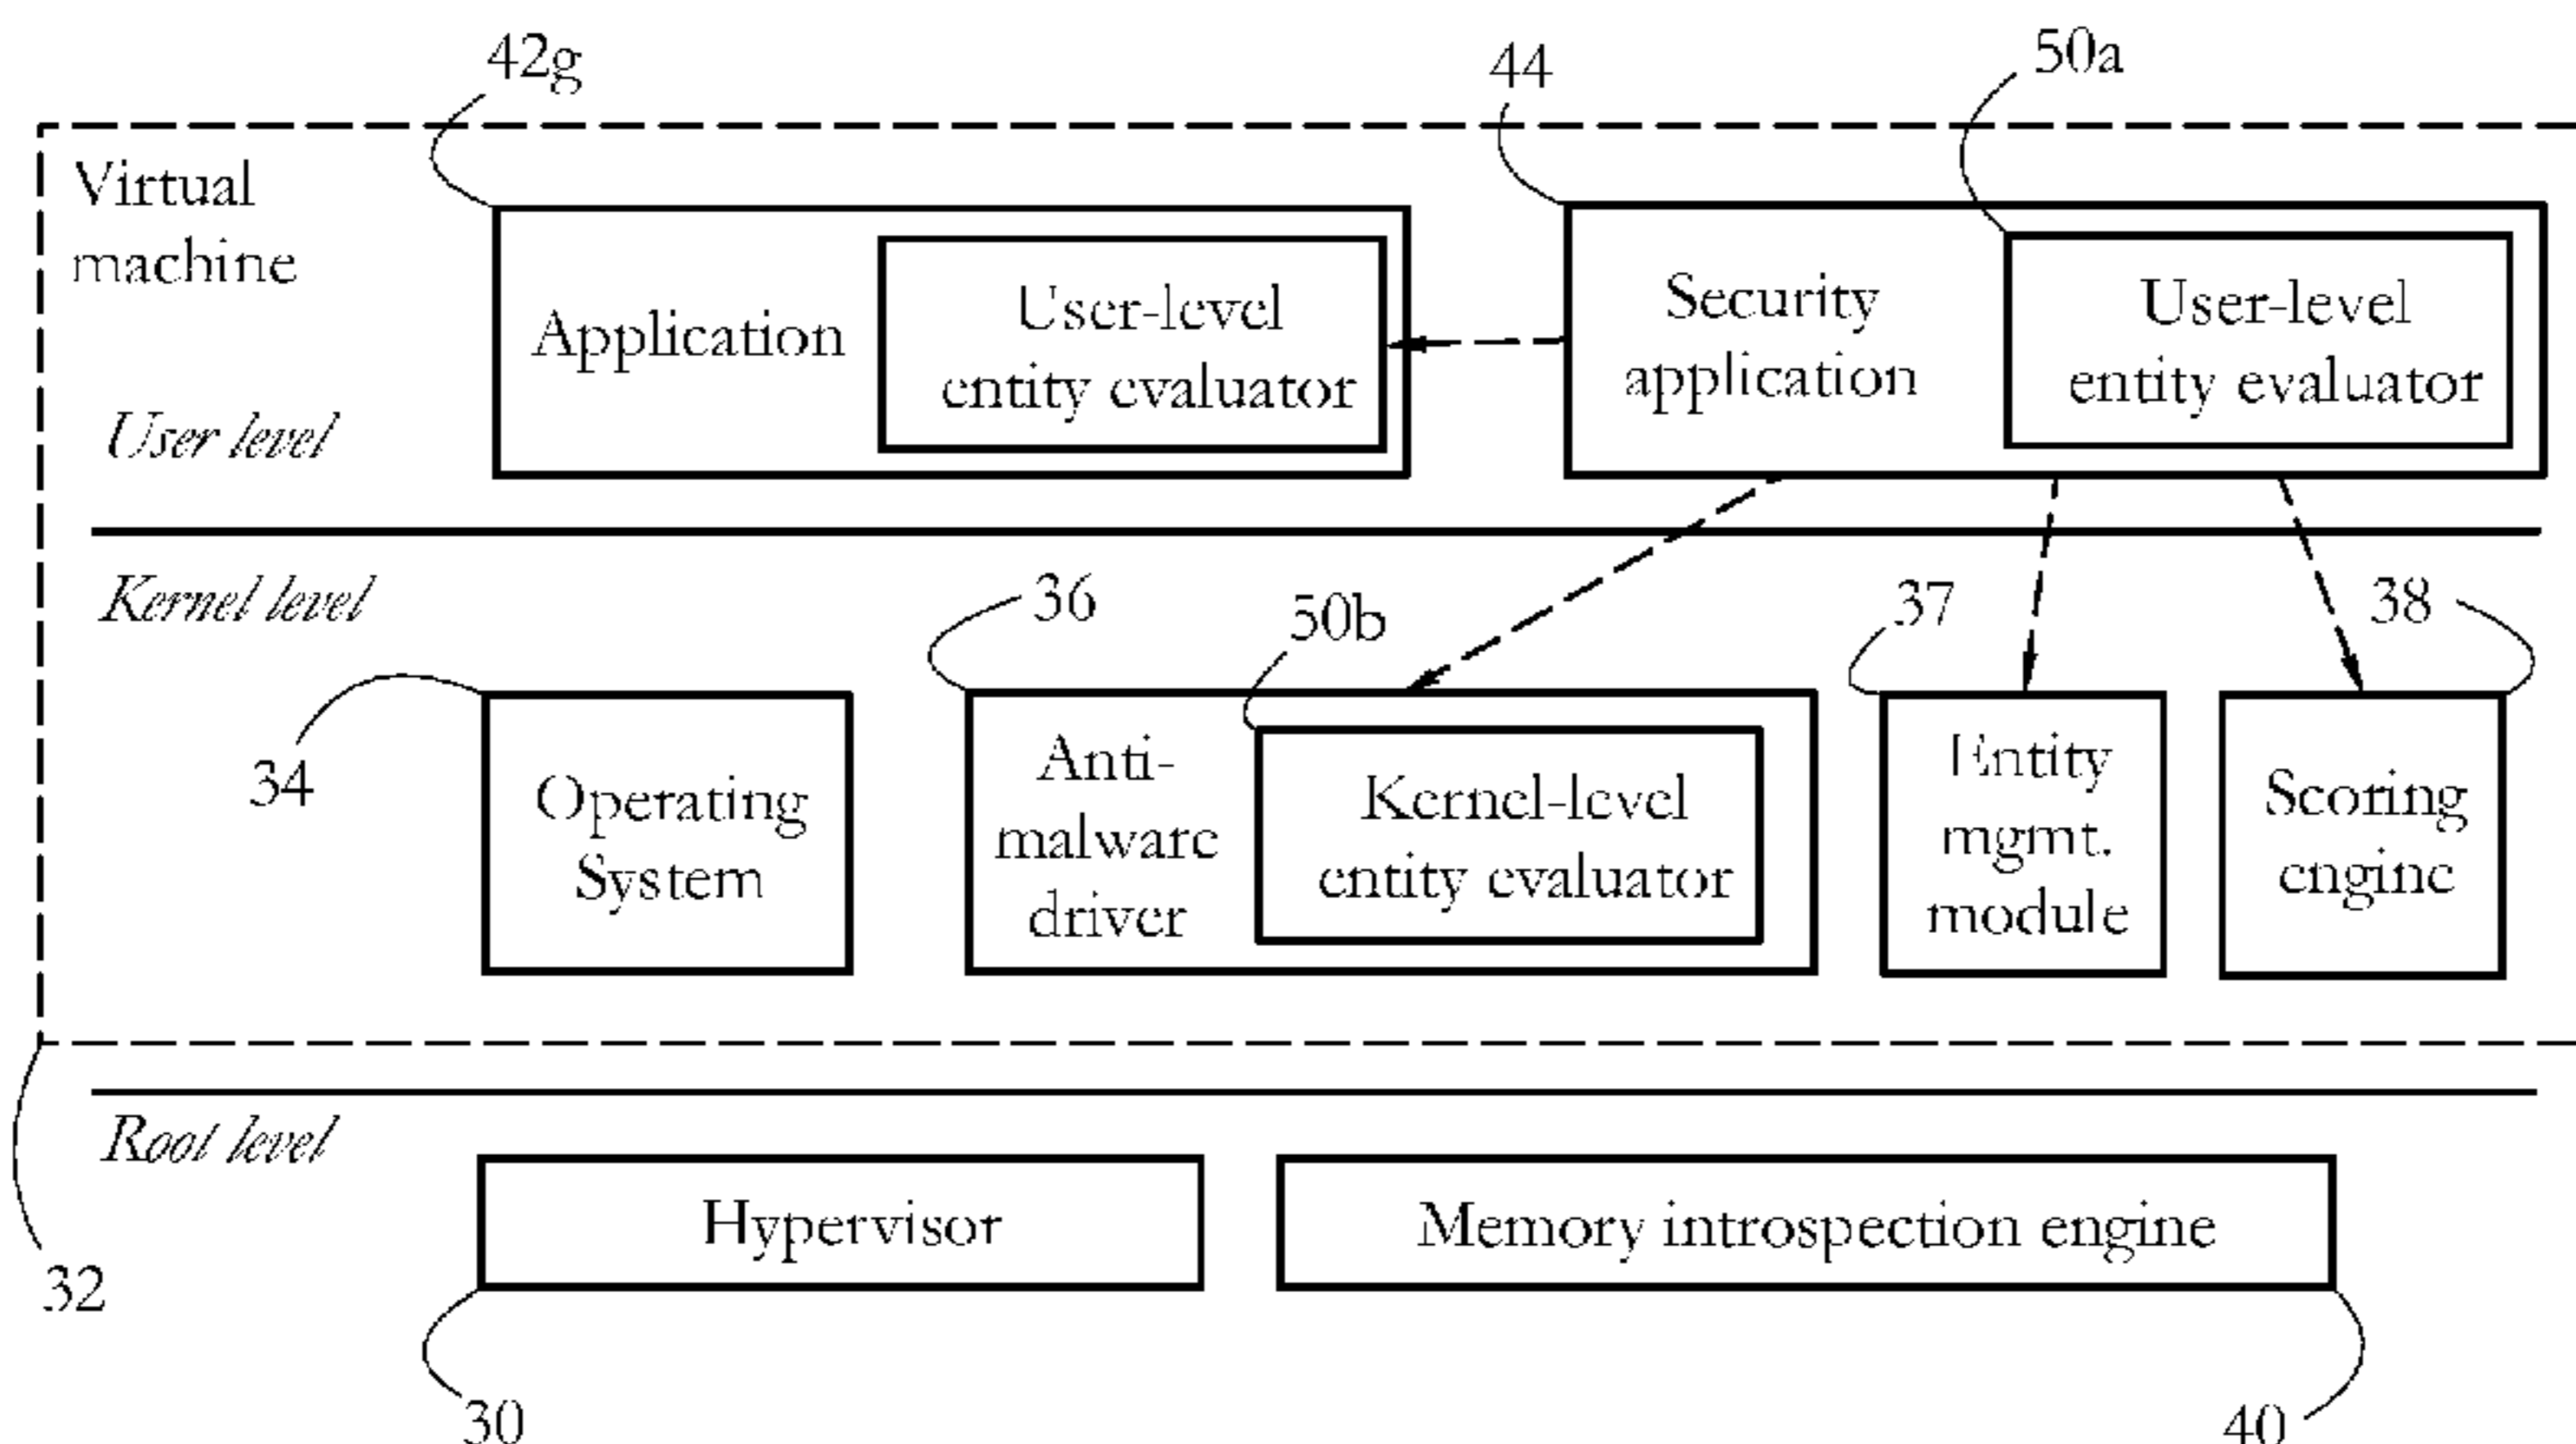 42g
44
50a
Virtual
machine
Application
User-level
entity evaluator
Security
application
User-level
entity evaluator
User level
Kernel level
36
50b
37
38
34
Operating
System
Anti-
malware
driver
Kernel-level
entity evaluator
Entity
mgmt.
module
Scoring
engine
Root level
Hypervisor
Memory introspection engine
32
30
40